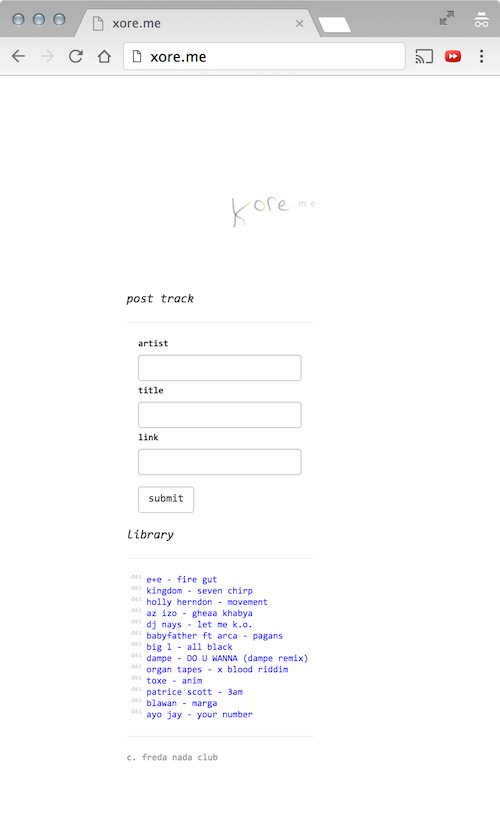 xore.me
xore.me
xore.me
post track
artist
title
link
submit
library
del e+e - fire gut
del kingdom - seven chirp
del holly herndon - movement
del az izo - gheaa khabya
del dj nays - let me k.o.
del babyfather ft arca - pagans
del big l - all black
del dampe - DO U WANNA (dampe remix)
del organ tapes - x blood riddim
del toxe - anim
del patrice scott - 3am
del blawan - marga
del ayo jay - your number
c. freda nada club